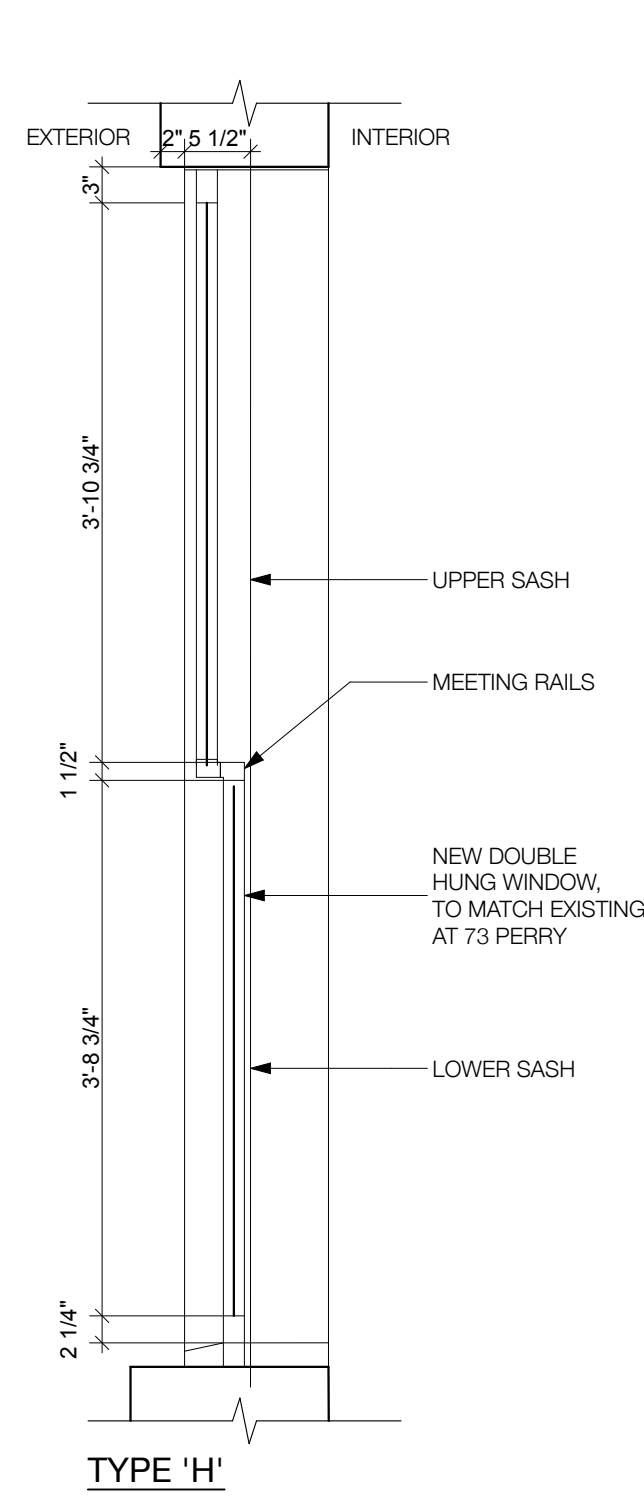 EXTERIOR
2"
5 1/2"
INTERIOR
3"
3'-10 3/4"
UPPER SASH
MEETING RAILS
1 1/2"
NEW DOUBLE
HUNG WINDOW,
TO MATCH EXISTING
AT 73 PERRY
3'-8 3/4"
LOWER SASH
2 1/4"
TYPE 'H'